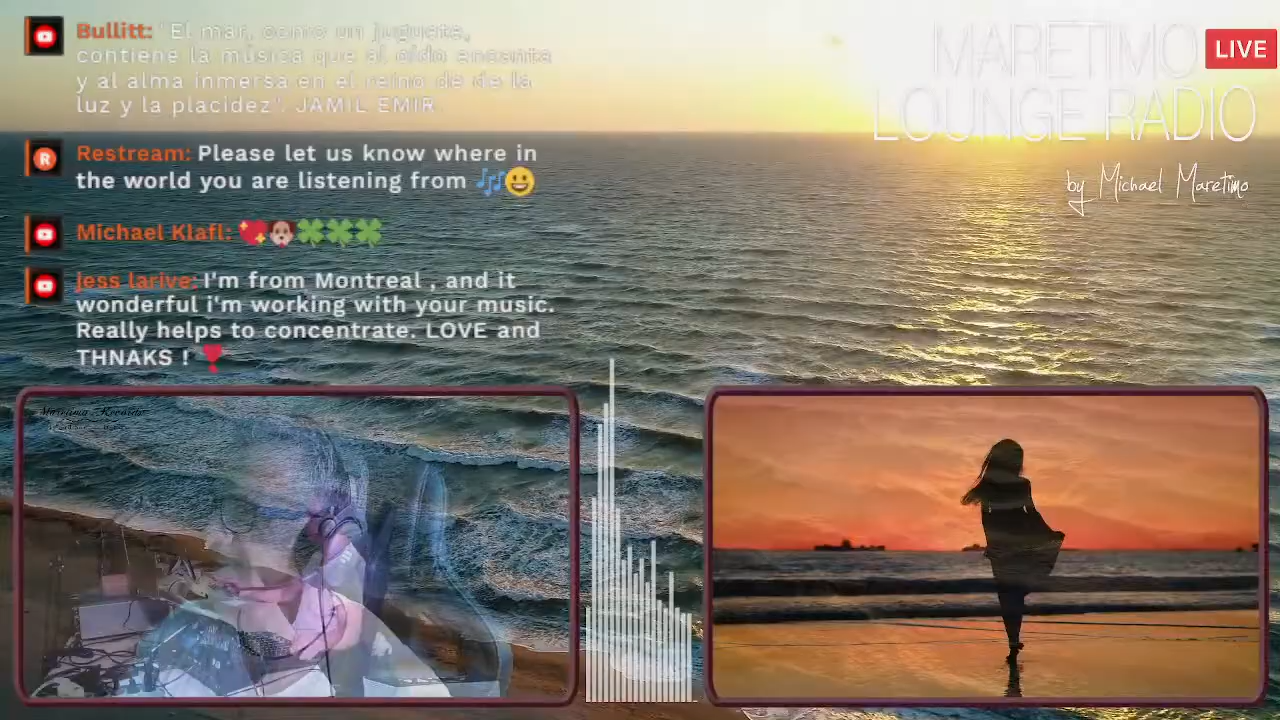 Bullitt: "El mar, como un juguete,
contiene la música que al oído encanta
y al alma inmersa en el reino de de la
luz y la placidez". JAMIL EMIR
MARETIMO
LIVE
LOUNGE RADIO
by Michael Maretimo
R
Restream: Please let us know where in
the world you are listening from 🎶😀
Michael Klafl: 💖🐶🍀🍀🍀
jess larive: I'm from Montreal , and it
wonderful i'm working with your music.
Really helps to concentrate. LOVE and
THNAKS ! ❣️
Maretimo Records